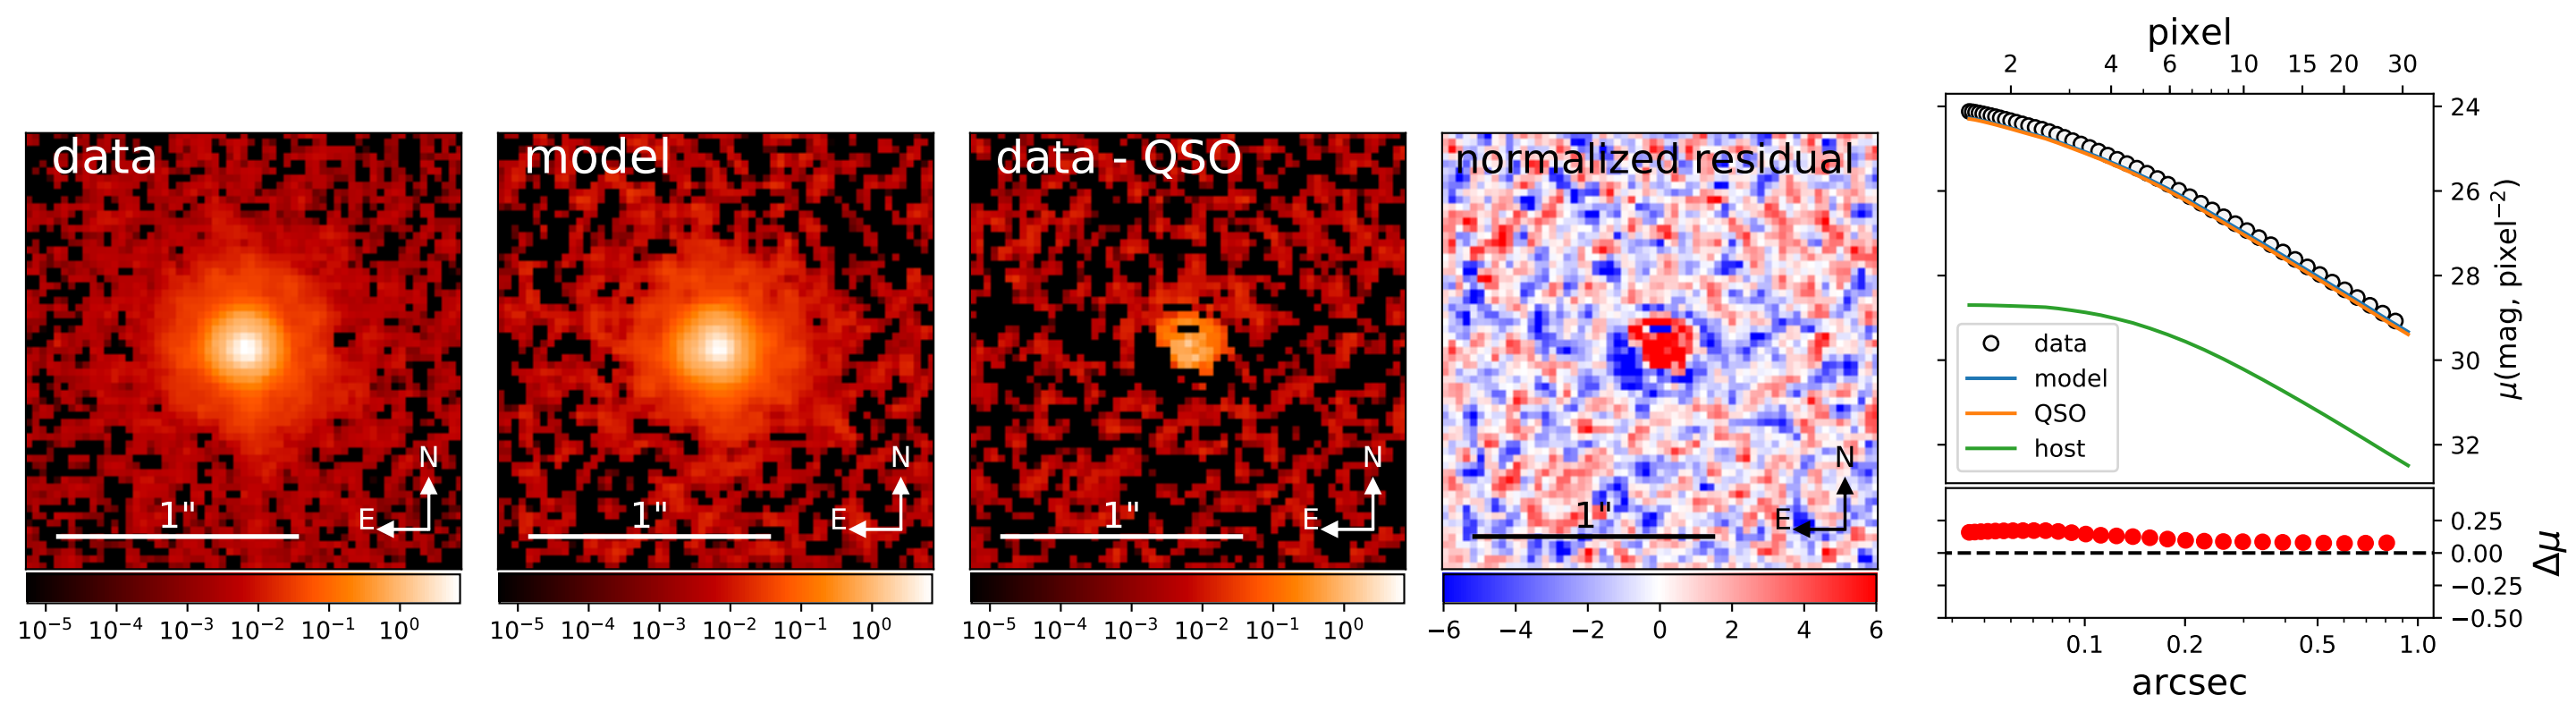 data
N
E
1"
10⁻⁵ 10⁻⁴ 10⁻³ 10⁻² 10⁻¹ 10⁰
model
N
E
1"
10⁻⁵ 10⁻⁴ 10⁻³ 10⁻² 10⁻¹ 10⁰
data - QSO
N
E
1"
10⁻⁵ 10⁻⁴ 10⁻³ 10⁻² 10⁻¹ 10⁰
normalized residual
N
E
1"
−6 −4 −2 0 2 4 6
pixel
2 4 6 10 15 20 30
24
26
28
30
32
μ(mag, pixel⁻²)
data
model
QSO
host
0.25
0.00
−0.25
−0.50
Δμ
0.1 0.2 0.5 1.0
arcsec